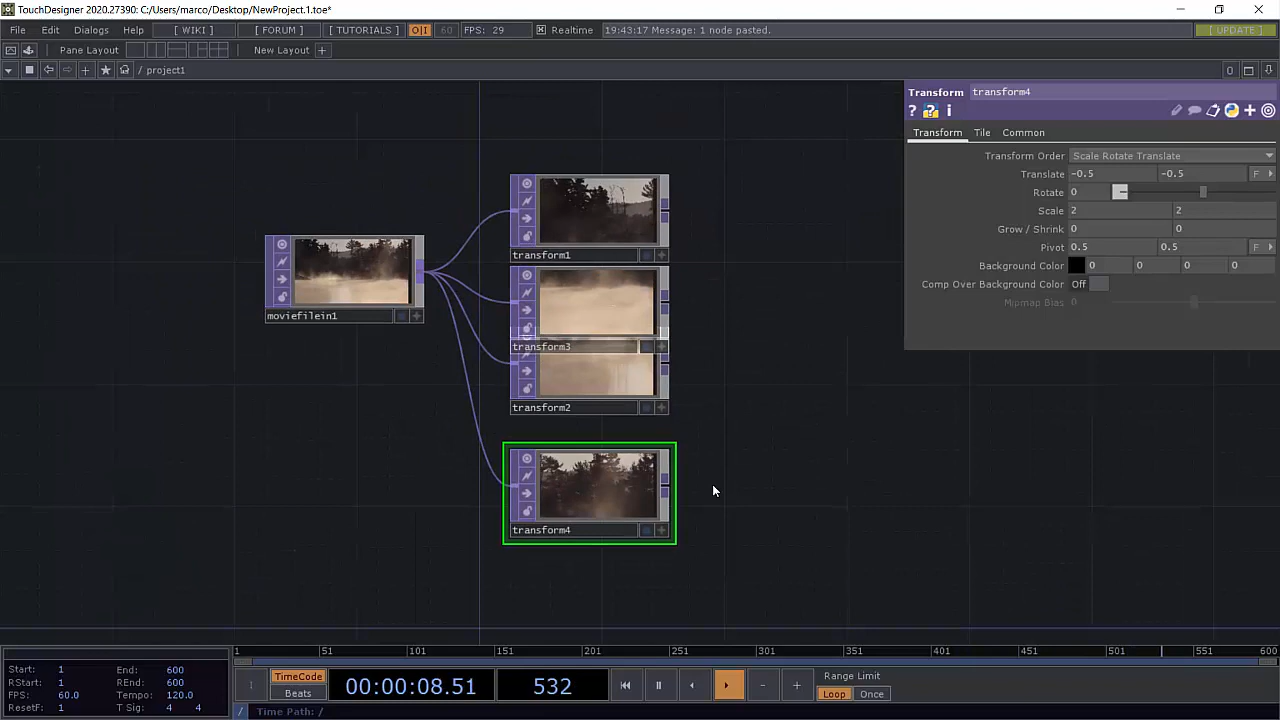 TouchDesigner 2020.27390: C:/Users/marco/Desktop/NewProject.1.toe*
File Edit Dialogs Help [ WIKI ] [ FORUM ] [ TUTORIALS ] O|I 60 FPS: 29 Realtime 19:43:17 Message: 1 node pasted. [ UPDATE ]
Pane Layout New Layout +
/ project1 0
Transform transform4
? ? i
Transform Tile Common
Transform Order Scale Rotate Translate
Translate -0.5 -0.5 F
Rotate 0
Scale 2 2
Grow / Shrink 0 0
Pivot 0.5 0.5 F
Background Color 0 0 0 0
Comp Over Background Color Off
Mipmap Bias 0
transform1
moviefilein1
transform3
transform2
transform4
1 51 101 151 201 251 301 351 401 451 501 551 600
Start: 1 End: 600
RStart: 1 REnd: 600
FPS: 60.0 Tempo: 120.0
ResetF: 1 T Sig: 4 4
TimeCode
Beats
00:00:08.51
532
Range Limit
Loop Once
/ Time Path: /